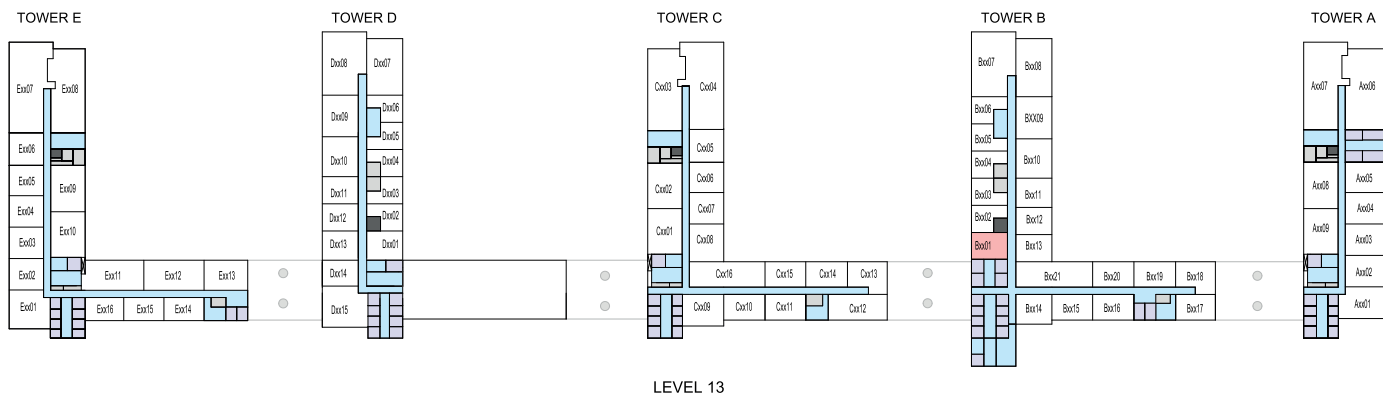 TOWER E
TOWER D
TOWER C
TOWER B
TOWER A
Exx07
Exx08
Exx06
Exx05
Exx09
Exx04
Exx03
Exx10
Exx02
Exx11
Exx12
Exx13
Exx01
Exx16
Exx15
Exx14
Dxx08
Dxx07
Dxx09
Dxx06
Dxx05
Dxx10
Dxx04
Dxx11
Dxx03
Dxx12
Dxx02
Dxx13
Dxx01
Dxx14
Dxx15
Cxx03
Cxx04
Cxx05
Cxx02
Cxx06
Cxx07
Cxx01
Cxx08
Cxx16
Cxx15
Cxx14
Cxx13
Cxx09
Cxx10
Cxx11
Cxx12
Bxx07
Bxx08
Bxx06
BXX09
Bxx05
Bxx04
Bxx10
Bxx03
Bxx11
Bxx02
Bxx12
Bxx01
Bxx13
Bxx21
Bxx20
Bxx19
Bxx18
Bxx14
Bxx15
Bxx16
Bxx17
Axx07
Axx06
Axx08
Axx05
Axx04
Axx09
Axx03
Axx02
Axx01
LEVEL 13